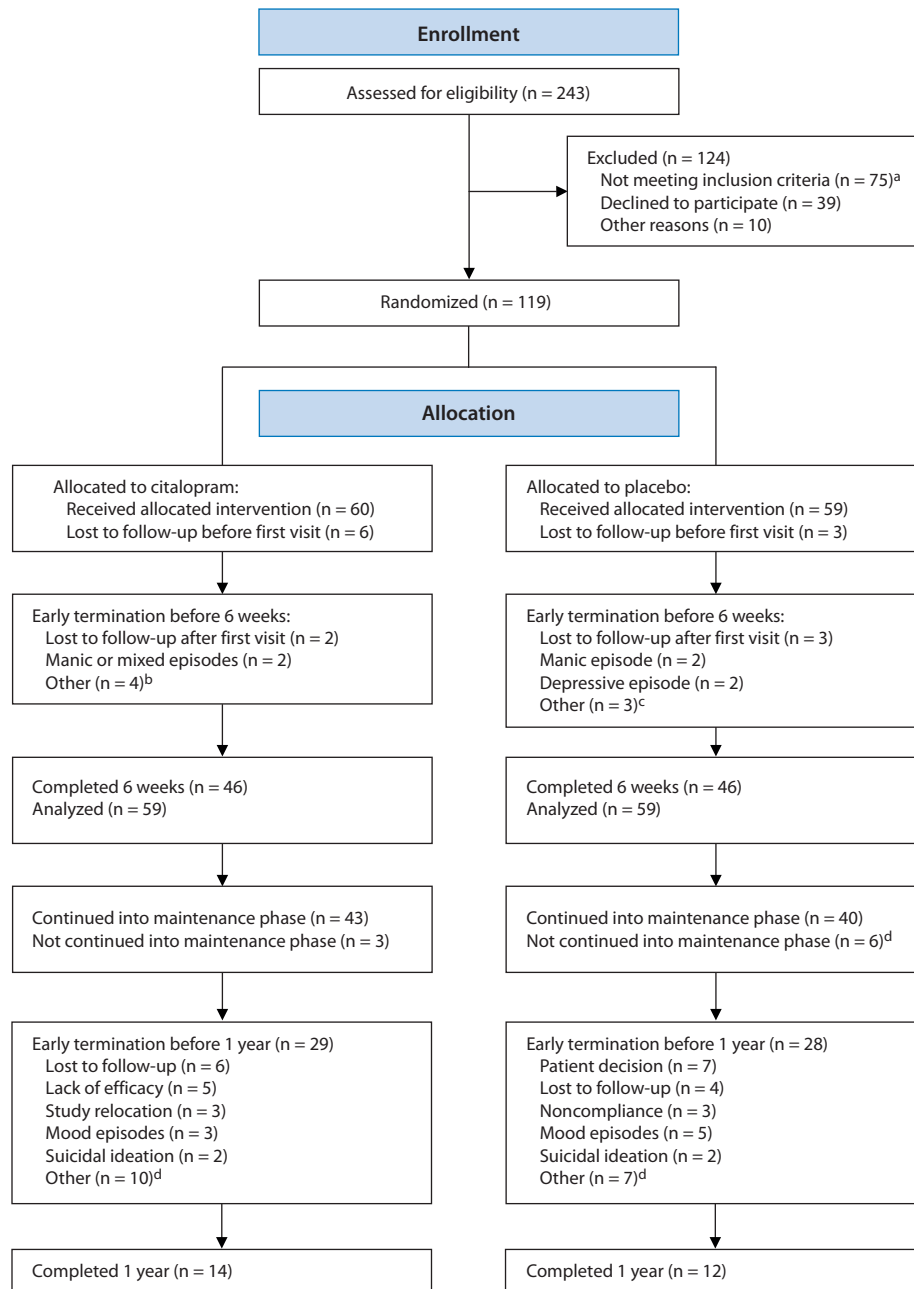 Enrollment
Assessed for eligibility (n = 243)
Excluded (n = 124)
Not meeting inclusion criteria (n = 75)a
Declined to participate (n = 39)
Other reasons (n = 10)
Randomized (n = 119)
Allocation
Allocated to citalopram:
Received allocated intervention (n = 60)
Lost to follow-up before first visit (n = 6)
Allocated to placebo:
Received allocated intervention (n = 59)
Lost to follow-up before first visit (n = 3)
Early termination before 6 weeks:
Lost to follow-up after first visit (n = 2)
Manic or mixed episodes (n = 2)
Other (n = 4)b
Early termination before 6 weeks:
Lost to follow-up after first visit (n = 3)
Manic episode (n = 2)
Depressive episode (n = 2)
Other (n = 3)c
Completed 6 weeks (n = 46)
Analyzed (n = 59)
Completed 6 weeks (n = 46)
Analyzed (n = 59)
Continued into maintenance phase (n = 43)
Not continued into maintenance phase (n = 3)
Continued into maintenance phase (n = 40)
Not continued into maintenance phase (n = 6)d
Early termination before 1 year (n = 29)
Lost to follow-up (n = 6)
Lack of efficacy (n = 5)
Study relocation (n = 3)
Mood episodes (n = 3)
Suicidal ideation (n = 2)
Other (n = 10)d
Early termination before 1 year (n = 28)
Patient decision (n = 7)
Lost to follow-up (n = 4)
Noncompliance (n = 3)
Mood episodes (n = 5)
Suicidal ideation (n = 2)
Other (n = 7)d
Completed 1 year (n = 14)
Completed 1 year (n = 12)